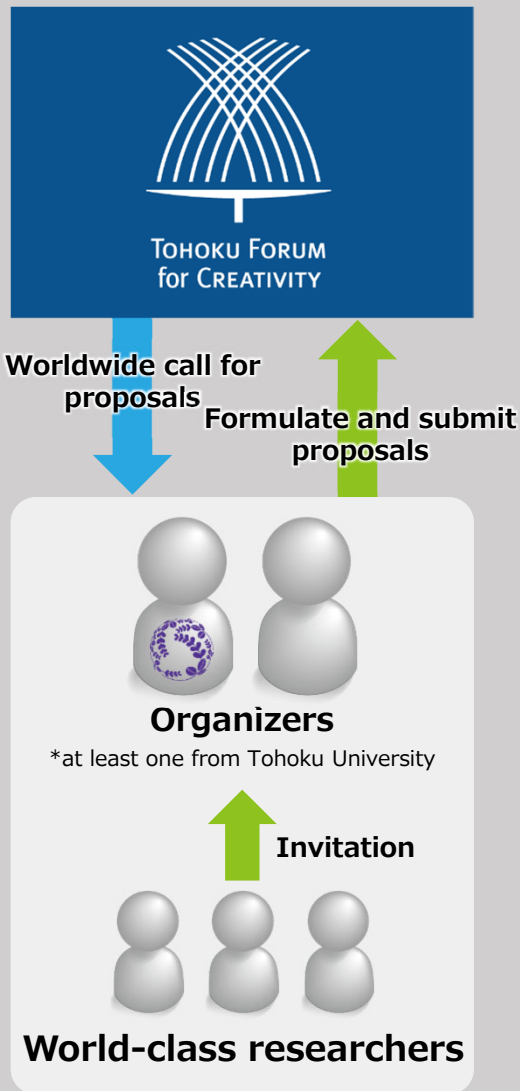 TOHOKU FORUM
for CREATIVITY
Worldwide call for
proposals
Formulate and submit
proposals
Organizers
*at least one from Tohoku University
Invitation
World-class researchers